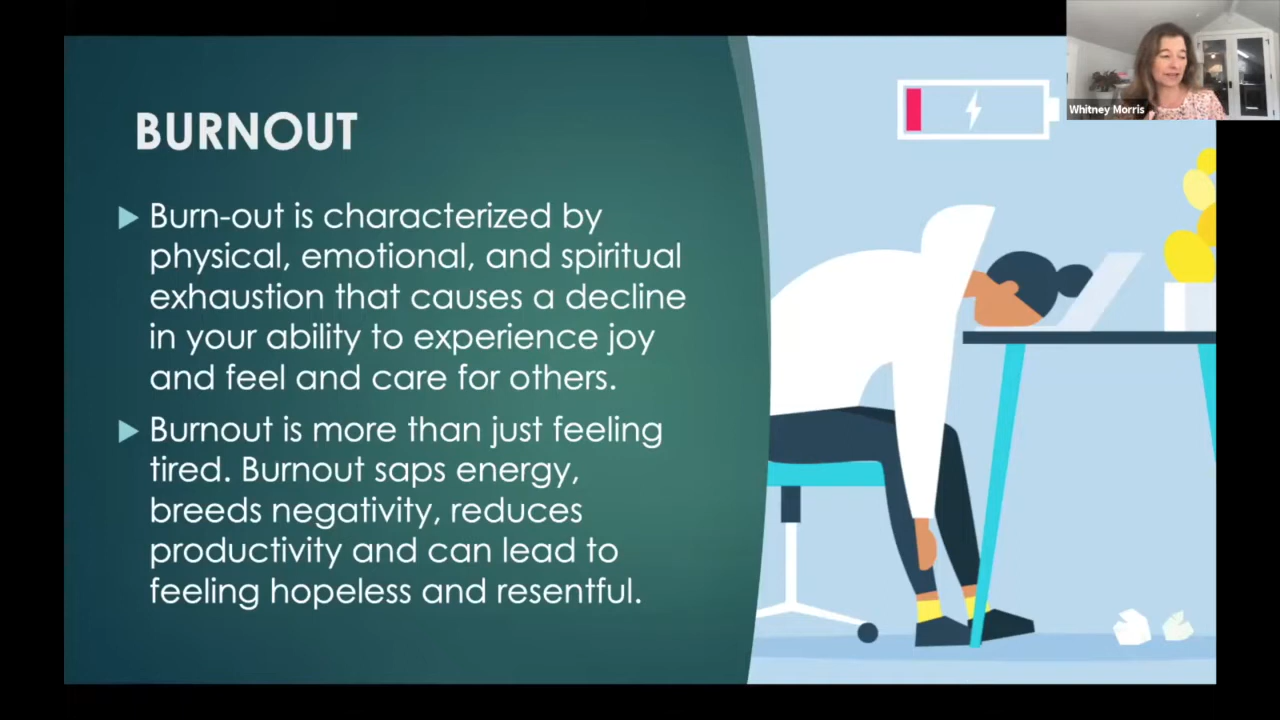 BURNOUT
Burn-out is characterized by
physical, emotional, and spiritual
exhaustion that causes a decline
in your ability to experience joy
and feel and care for others.
Burnout is more than just feeling
tired. Burnout saps energy,
breeds negativity, reduces
productivity and can lead to
feeling hopeless and resentful.
Whitney Morris